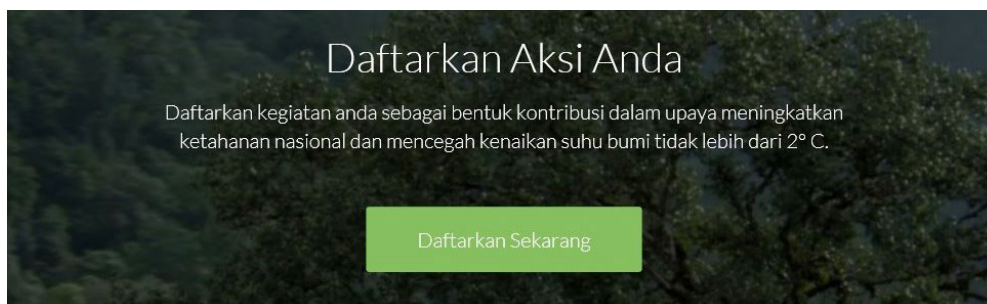 Daftarkan Aksi Anda
Daftarkan kegiatan anda sebagai bentuk kontribusi dalam upaya meningkatkan
ketahanan nasional dan mencegah kenaikan suhu bumi tidak lebih dari 2° C.
Daftarkan Sekarang